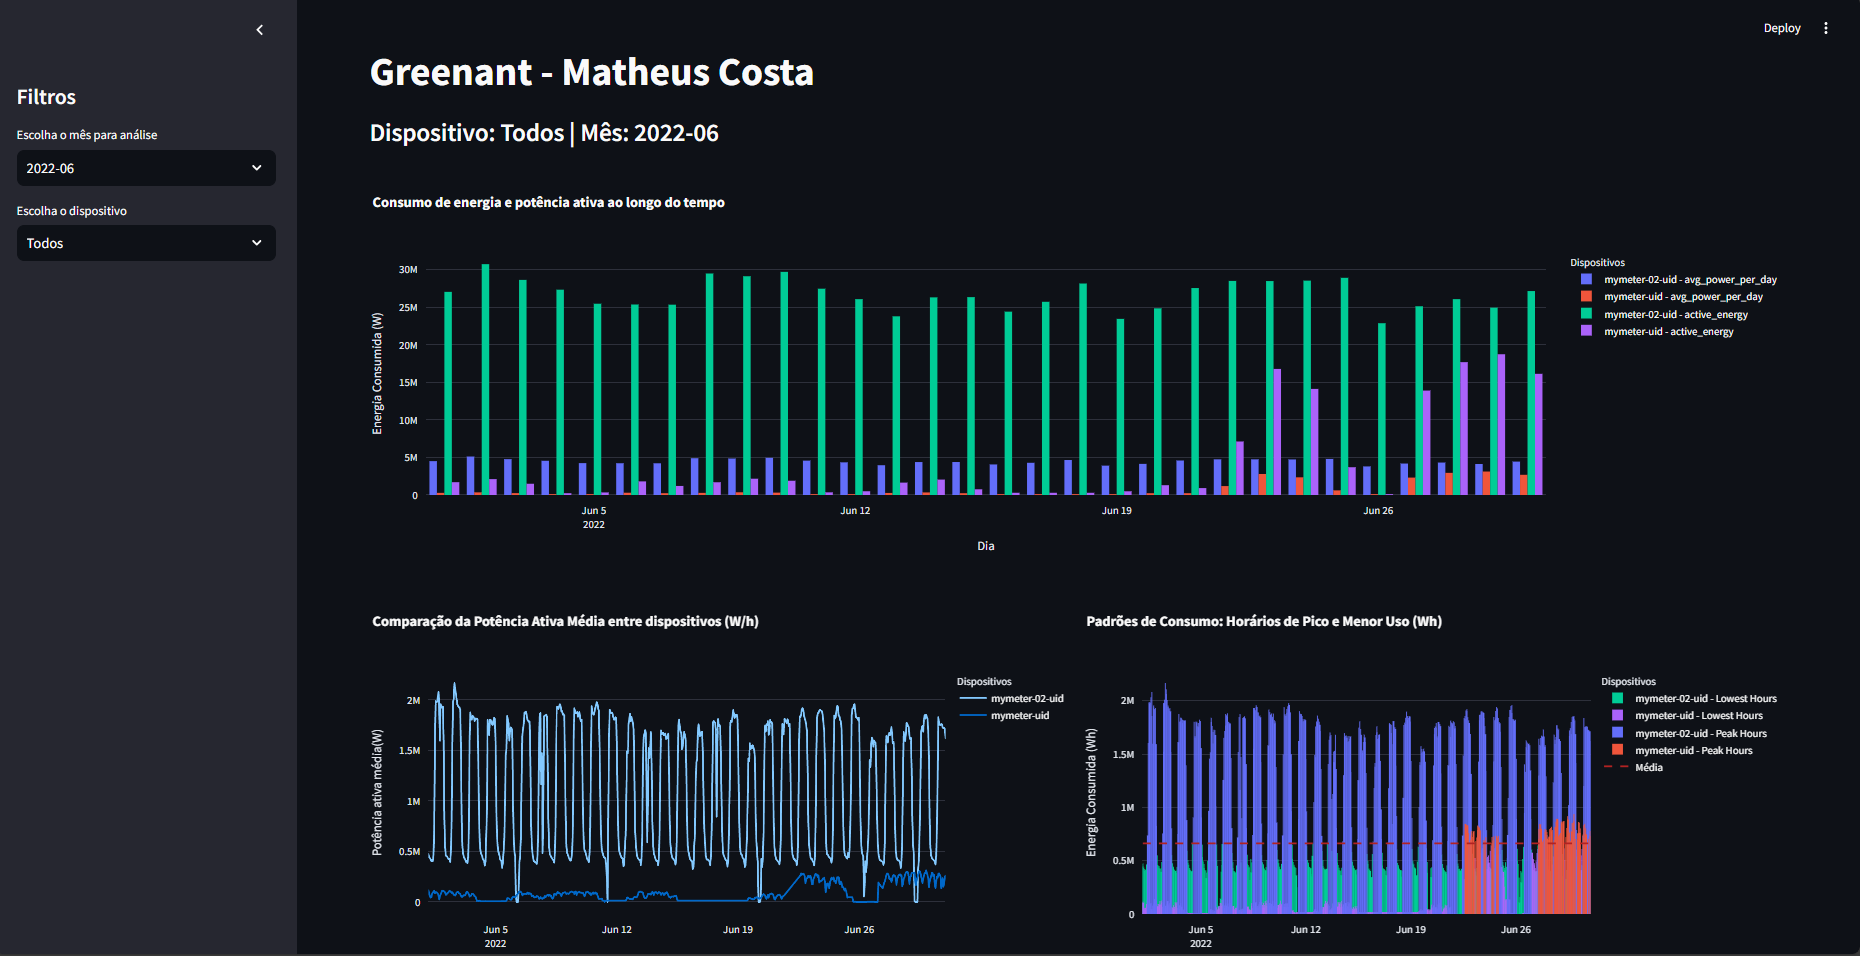 Deploy
Filtros
Escolha o mês para análise
2022-06
Escolha o dispositivo
Todos
Greenant - Matheus Costa
Dispositivo: Todos | Mês: 2022-06
Consumo de energia e potência ativa ao longo do tempo
Energia Consumida (W)
30M
25M
20M
15M
10M
5M
0
Jun 5
2022
Jun 12
Jun 19
Jun 26
Dia
Dispositivos
mymeter-02-uid - avg_power_per_day
mymeter-uid - avg_power_per_day
mymeter-02-uid - active_energy
mymeter-uid - active_energy
Comparação da Potência Ativa Média entre dispositivos (W/h)
Potência ativa média(W)
2M
1.5M
1M
0.5M
0
Jun 5
2022
Jun 12
Jun 19
Jun 26
Dispositivos
mymeter-02-uid
mymeter-uid
Padrões de Consumo: Horários de Pico e Menor Uso (Wh)
Energia Consumida (Wh)
2M
1.5M
1M
0.5M
0
Jun 5
2022
Jun 12
Jun 19
Jun 26
Dispositivos
mymeter-02-uid - Lowest Hours
mymeter-uid - Lowest Hours
mymeter-02-uid - Peak Hours
mymeter-uid - Peak Hours
Média